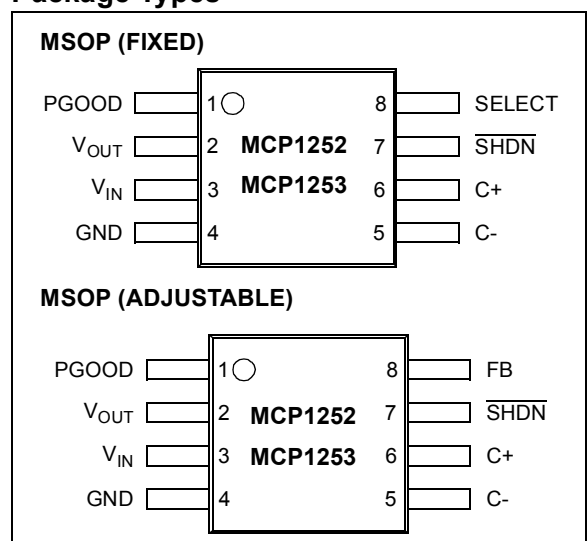 Package Types
MSOP (FIXED)
PGOOD 1 8 SELECT
VOUT 2 MCP1252 7 SHDN
VIN 3 MCP1253 6 C+
GND 4 5 C-
MSOP (ADJUSTABLE)
PGOOD 1 8 FB
VOUT 2 MCP1252 7 SHDN
VIN 3 MCP1253 6 C+
GND 4 5 C-